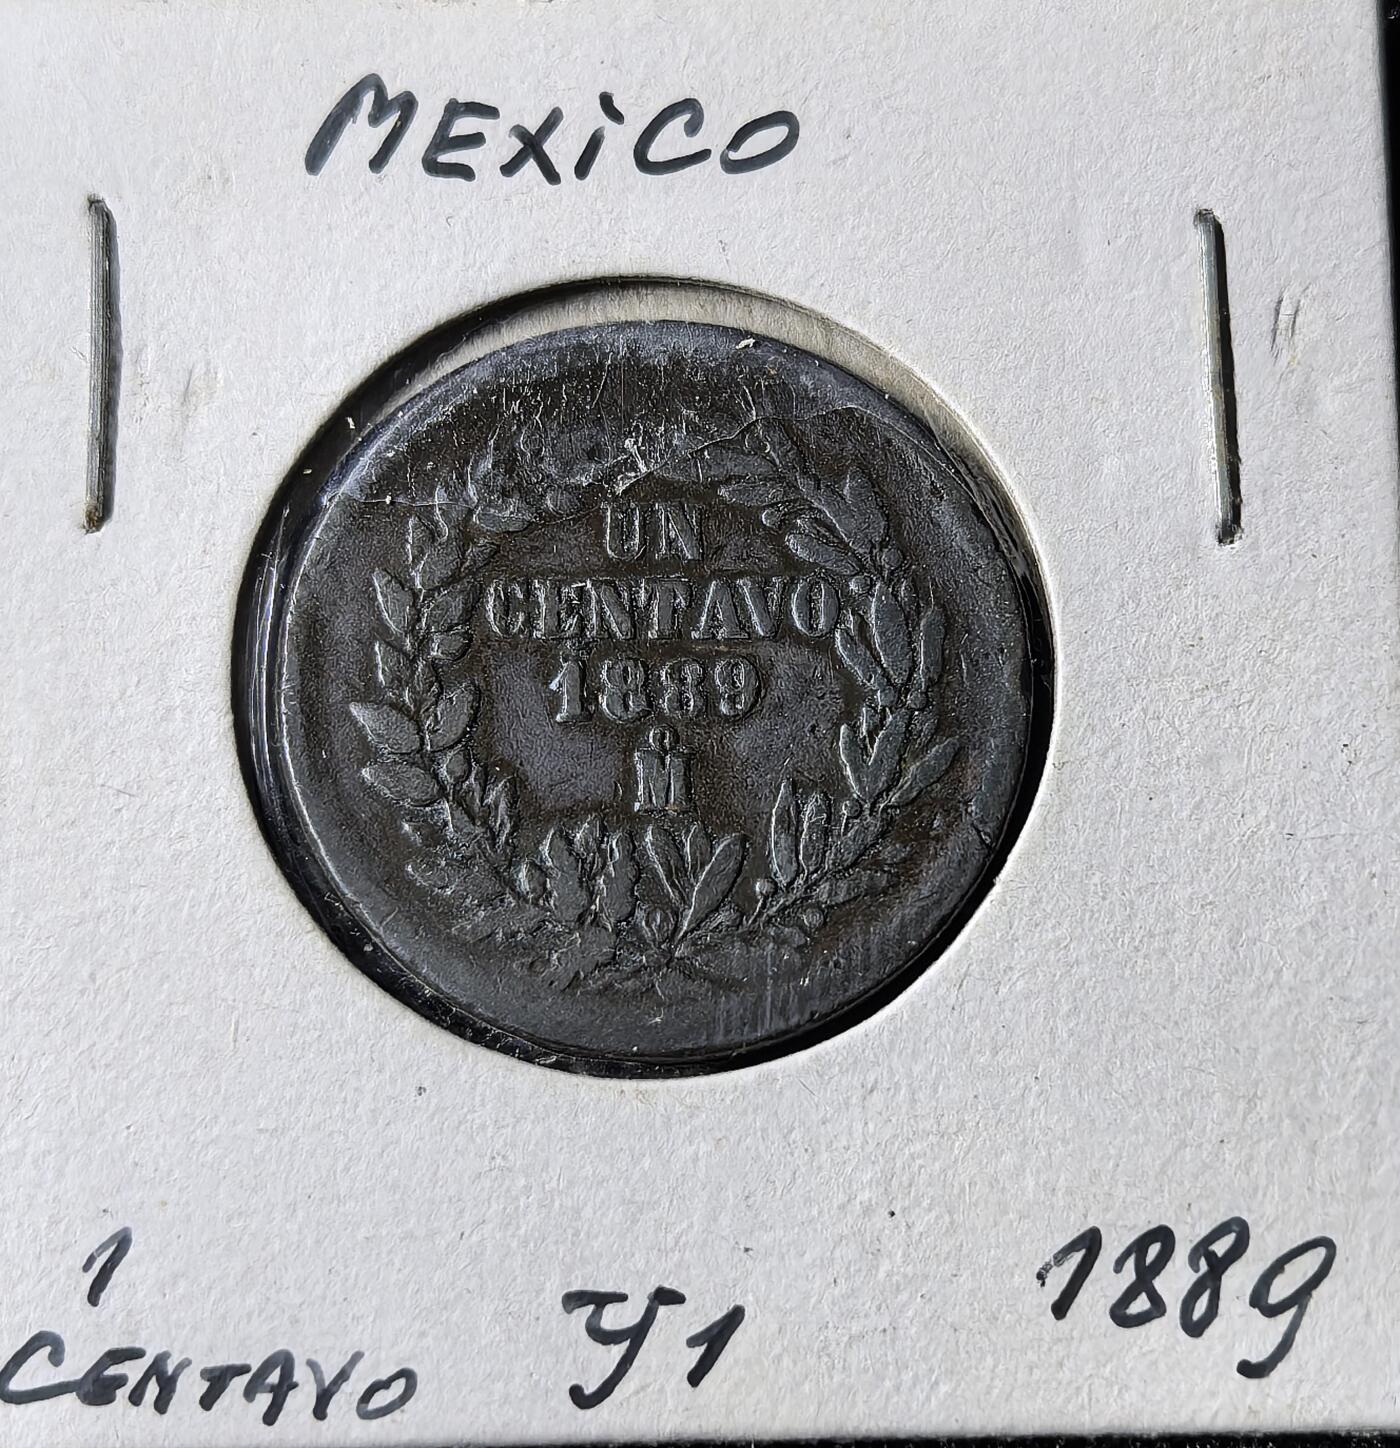 MEXiCO
UN
CENTAVO
1889
M̊
1
CENTAVO
Y1
1889